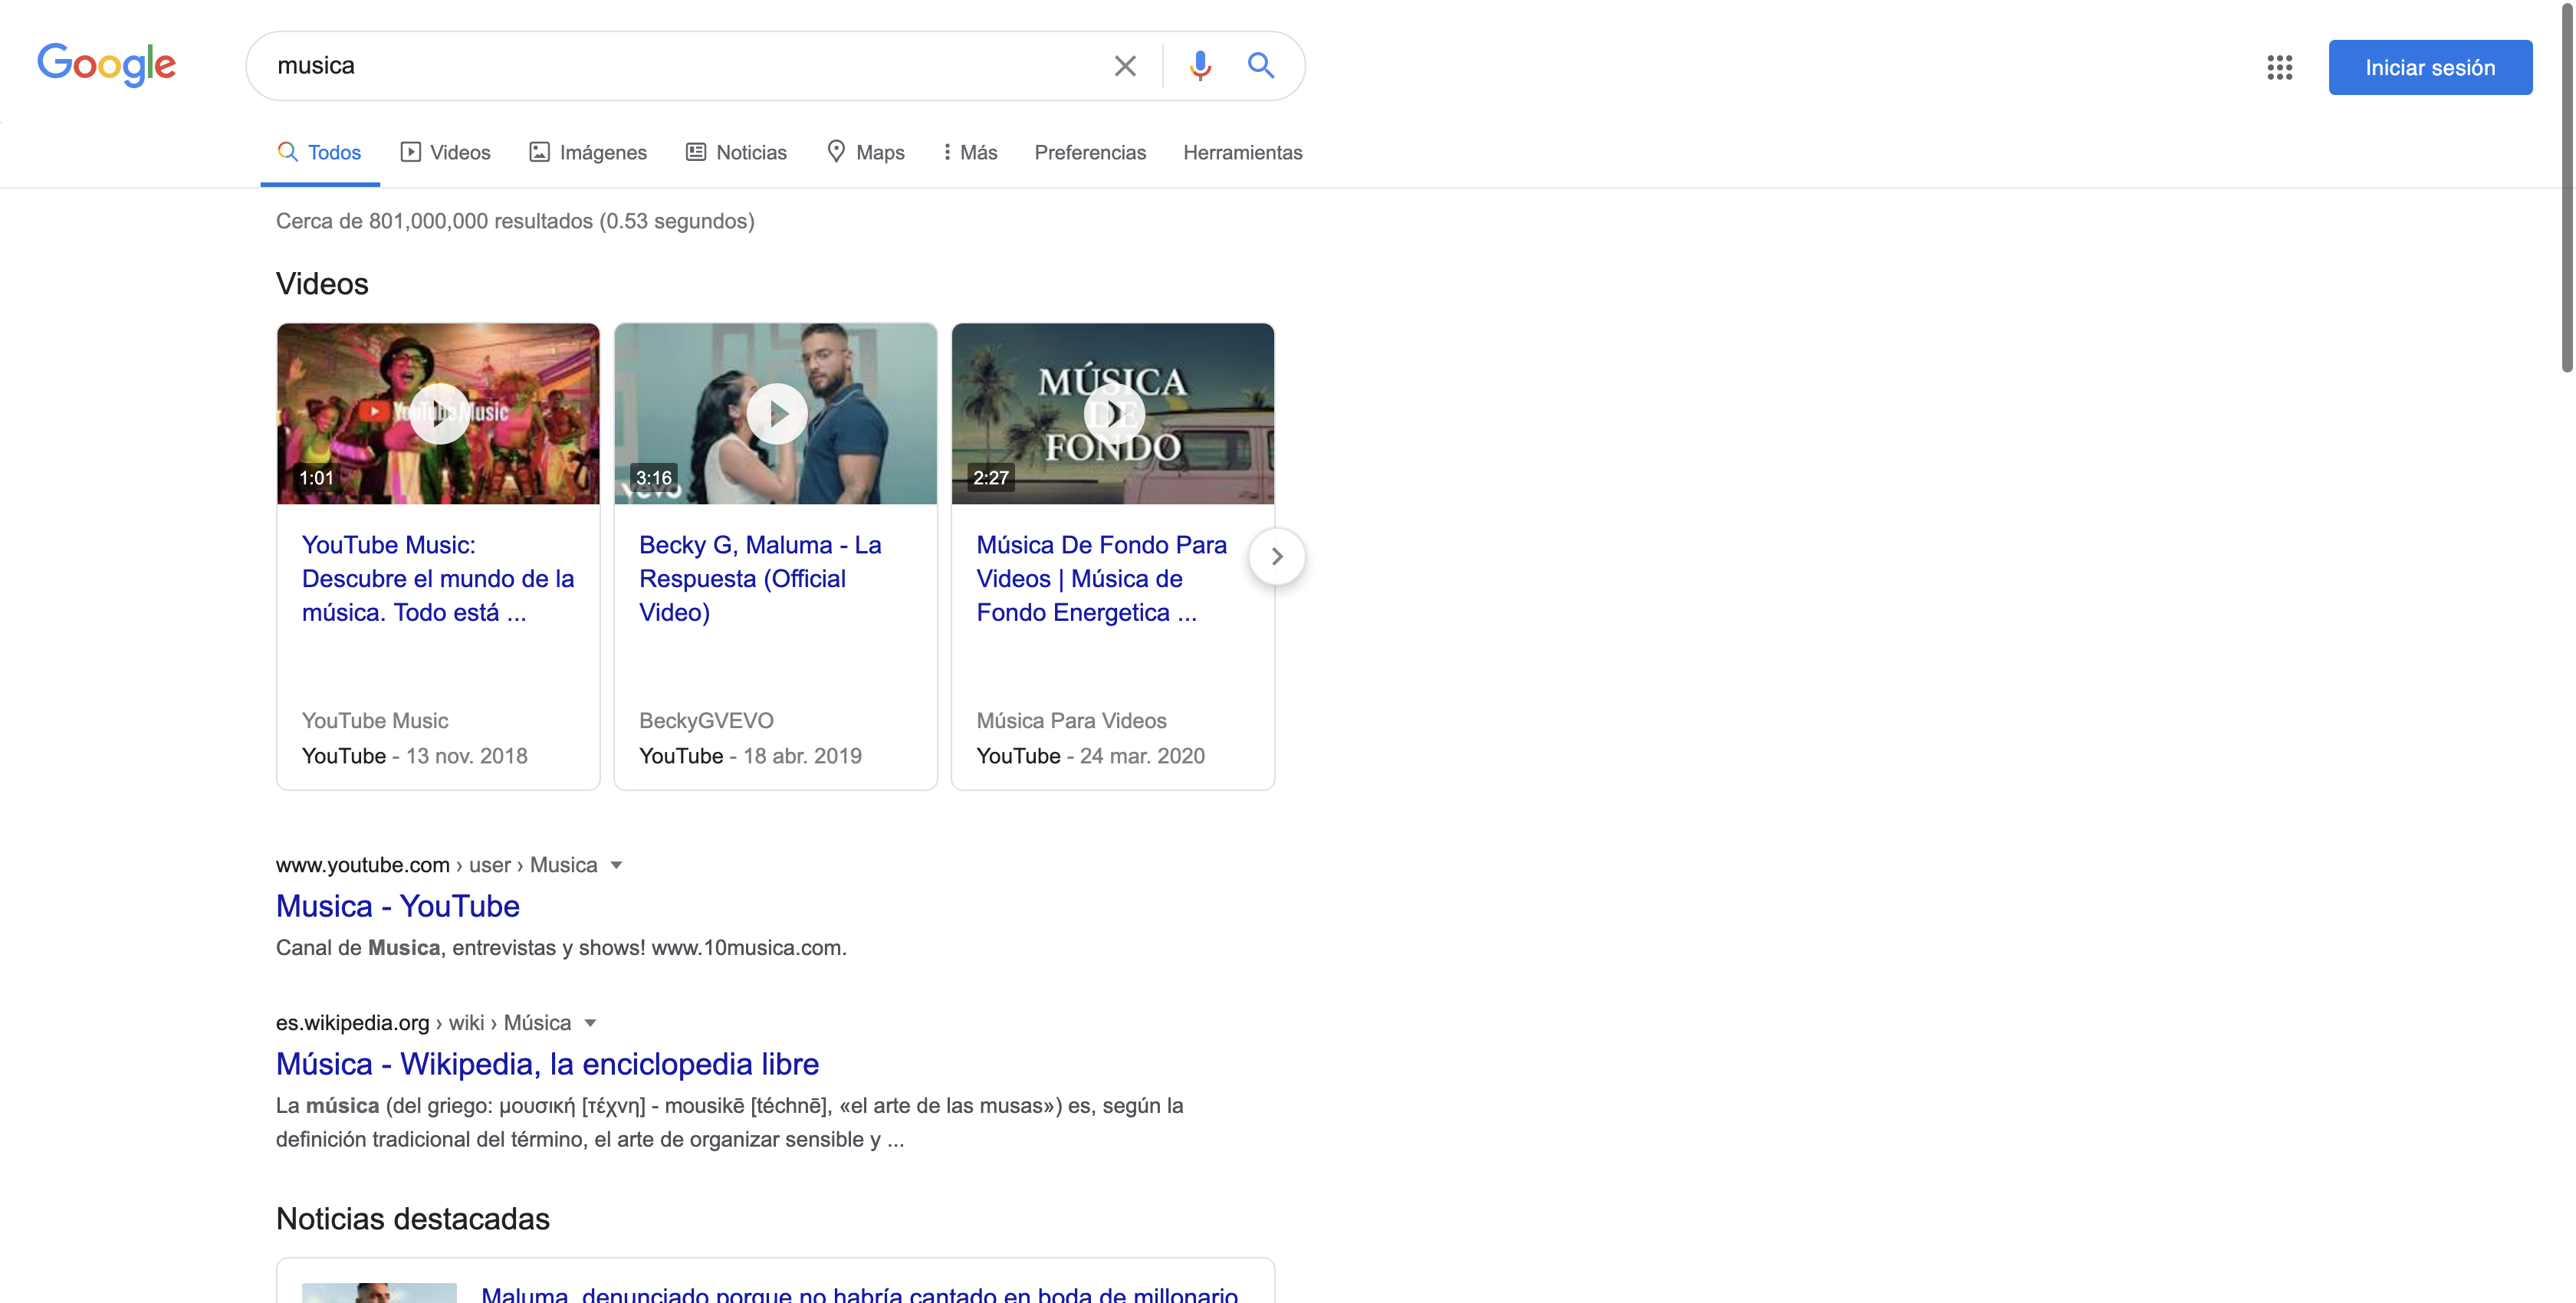 Google
musica
Iniciar sesión
Todos
Videos
Imágenes
Noticias
Maps
Más
Preferencias
Herramientas
Cerca de 801,000,000 resultados (0.53 segundos)
Videos
YouTube Music
1:01
YouTube Music:
Descubre el mundo de la
música. Todo está ...
YouTube Music
YouTube - 13 nov. 2018
vevo
3:16
Becky G, Maluma - La
Respuesta (Official
Video)
BeckyGVEVO
YouTube - 18 abr. 2019
MÚSICA
DE
FONDO
2:27
Música De Fondo Para
Videos | Música de
Fondo Energetica ...
Música Para Videos
YouTube - 24 mar. 2020
www.youtube.com › user › Musica
Musica - YouTube
Canal de Musica, entrevistas y shows! www.10musica.com.
es.wikipedia.org › wiki › Música
Música - Wikipedia, la enciclopedia libre
La música (del griego: μουσική [τέχνη] - mousikē [téchnē], «el arte de las musas») es, según la
definición tradicional del término, el arte de organizar sensible y ...
Noticias destacadas
Maluma, denunciado porque no habría cantado en boda de millonario